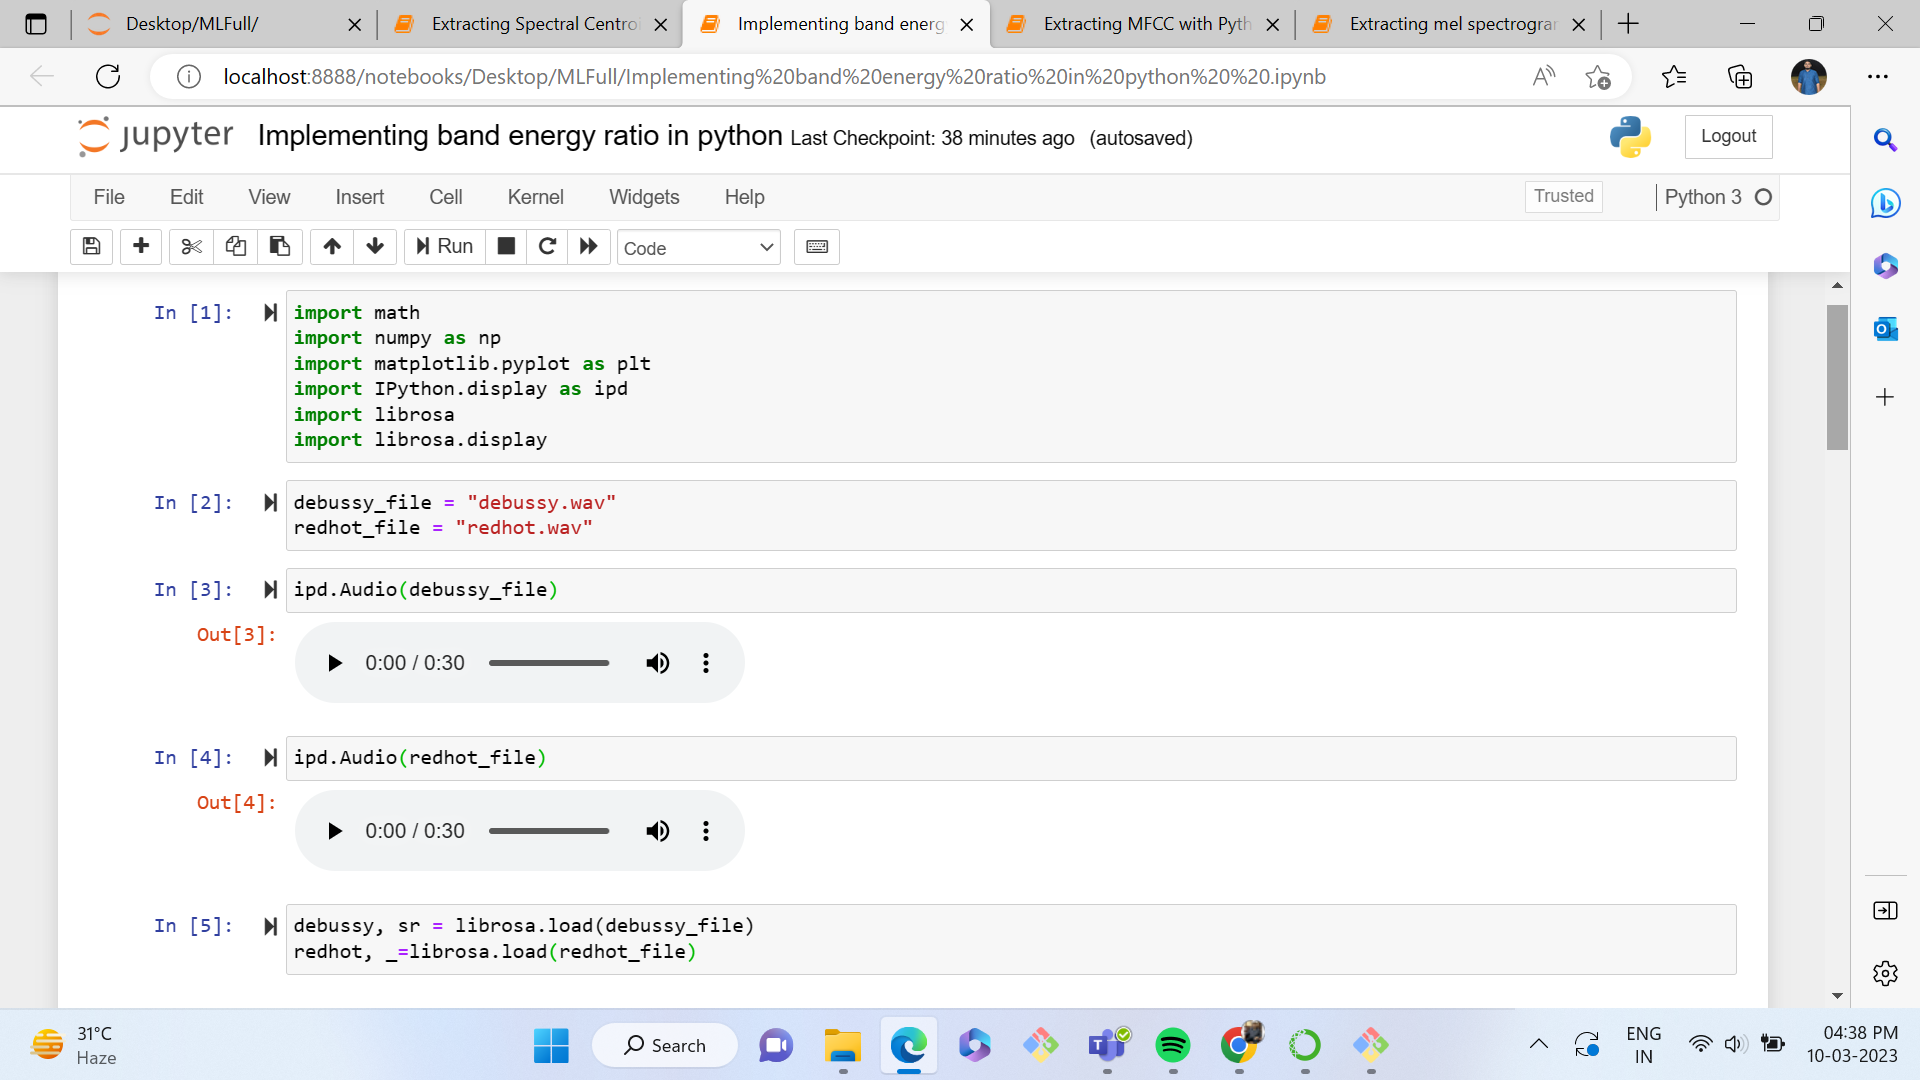 Desktop/MLFull/
Extracting Spectral Centro
Implementing band energ
Extracting MFCC with Pyth
Extracting mel spectrogra
localhost:8888/notebooks/Desktop/MLFull/Implementing%20band%20energy%20ratio%20in%20python%20%20.ipynb
jupyter Implementing band energy ratio in python Last Checkpoint: 38 minutes ago (autosaved)
Logout
File Edit View Insert Cell Kernel Widgets Help
Trusted
Python 3
Run
Code
In [1]:
import math
import numpy as np
import matplotlib.pyplot as plt
import IPython.display as ipd
import librosa
import librosa.display
In [2]:
debussy_file = "debussy.wav"
redhot_file = "redhot.wav"
In [3]:
ipd.Audio(debussy_file)
Out[3]:
0:00 / 0:30
In [4]:
ipd.Audio(redhot_file)
Out[4]:
0:00 / 0:30
In [5]:
debussy, sr = librosa.load(debussy_file)
redhot, _=librosa.load(redhot_file)
31°C
Haze
Search
ENG
IN
04:38 PM
10-03-2023